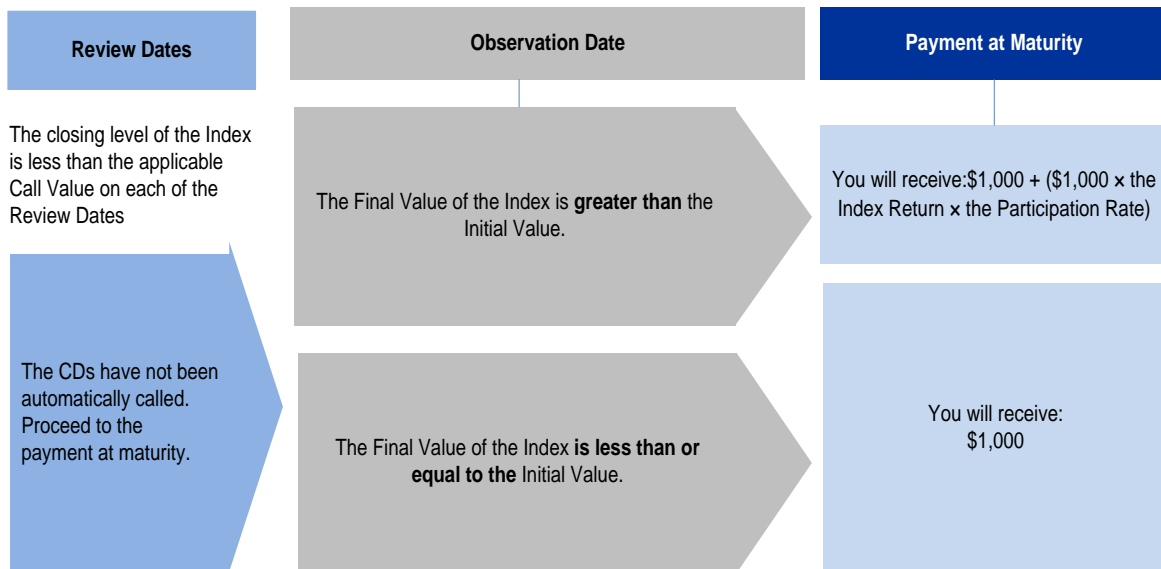 Review Dates
The closing level of the Index
is less than the applicable
Call Value on each of the
Review Dates
The CDs have not been
automatically called.
Proceed to the
payment at maturity.
Observation Date
The Final Value of the Index is greater than the
Initial Value.
The Final Value of the Index is less than or
equal to the Initial Value.
Payment at Maturity
You will receive:$1,000 + ($1,000 × the
Index Return × the Participation Rate)
You will receive:
$1,000